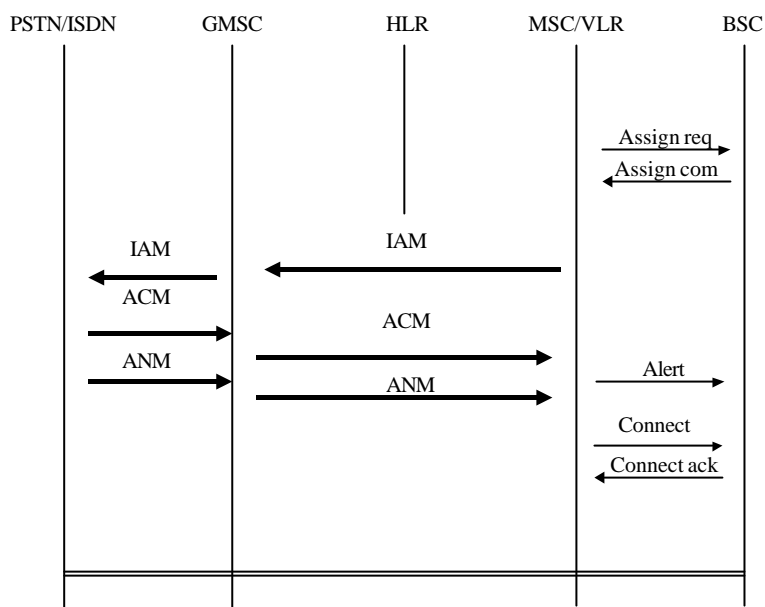 PSTN/ISDN GMSC HLR MSC/VLR BSC
Assign req
Assign com
IAM IAM
ACM ACM
ANM ANM Alert
Connect
Connect ack